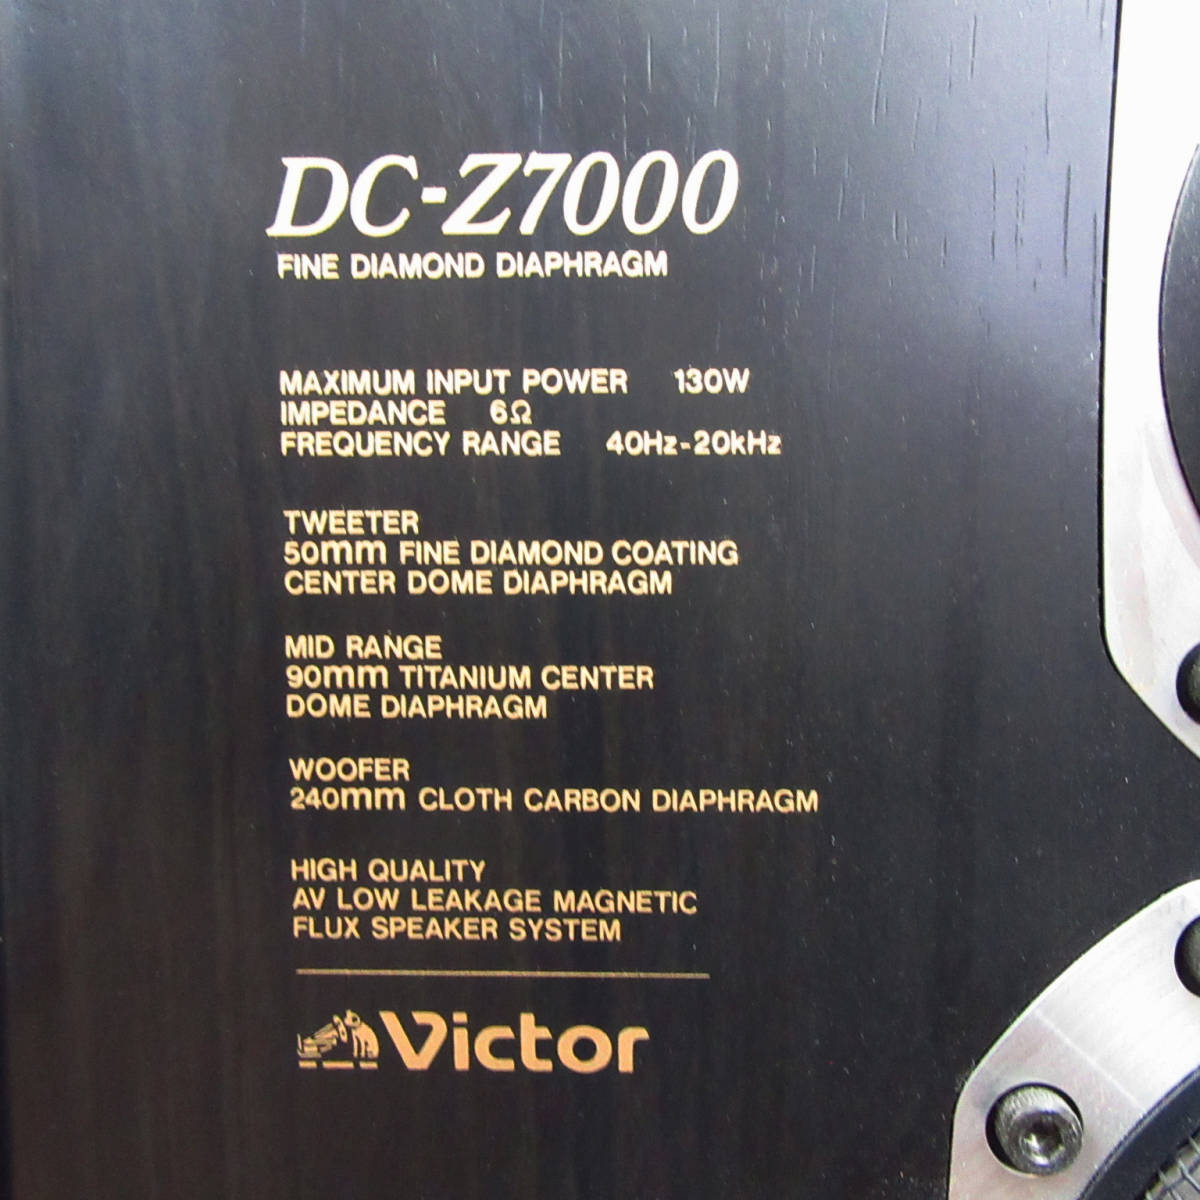 DC-Z7000
FINE DIAMOND DIAPHRAGM
MAXIMUM INPUT POWER 130W
IMPEDANCE 6Ω
FREQUENCY RANGE 40Hz-20kHz
TWEETER
50mm FINE DIAMOND COATING
CENTER DOME DIAPHRAGM
MID RANGE
90mm TITANIUM CENTER
DOME DIAPHRAGM
WOOFER
240mm CLOTH CARBON DIAPHRAGM
HIGH QUALITY
AV LOW LEAKAGE MAGNETIC
FLUX SPEAKER SYSTEM
Victor